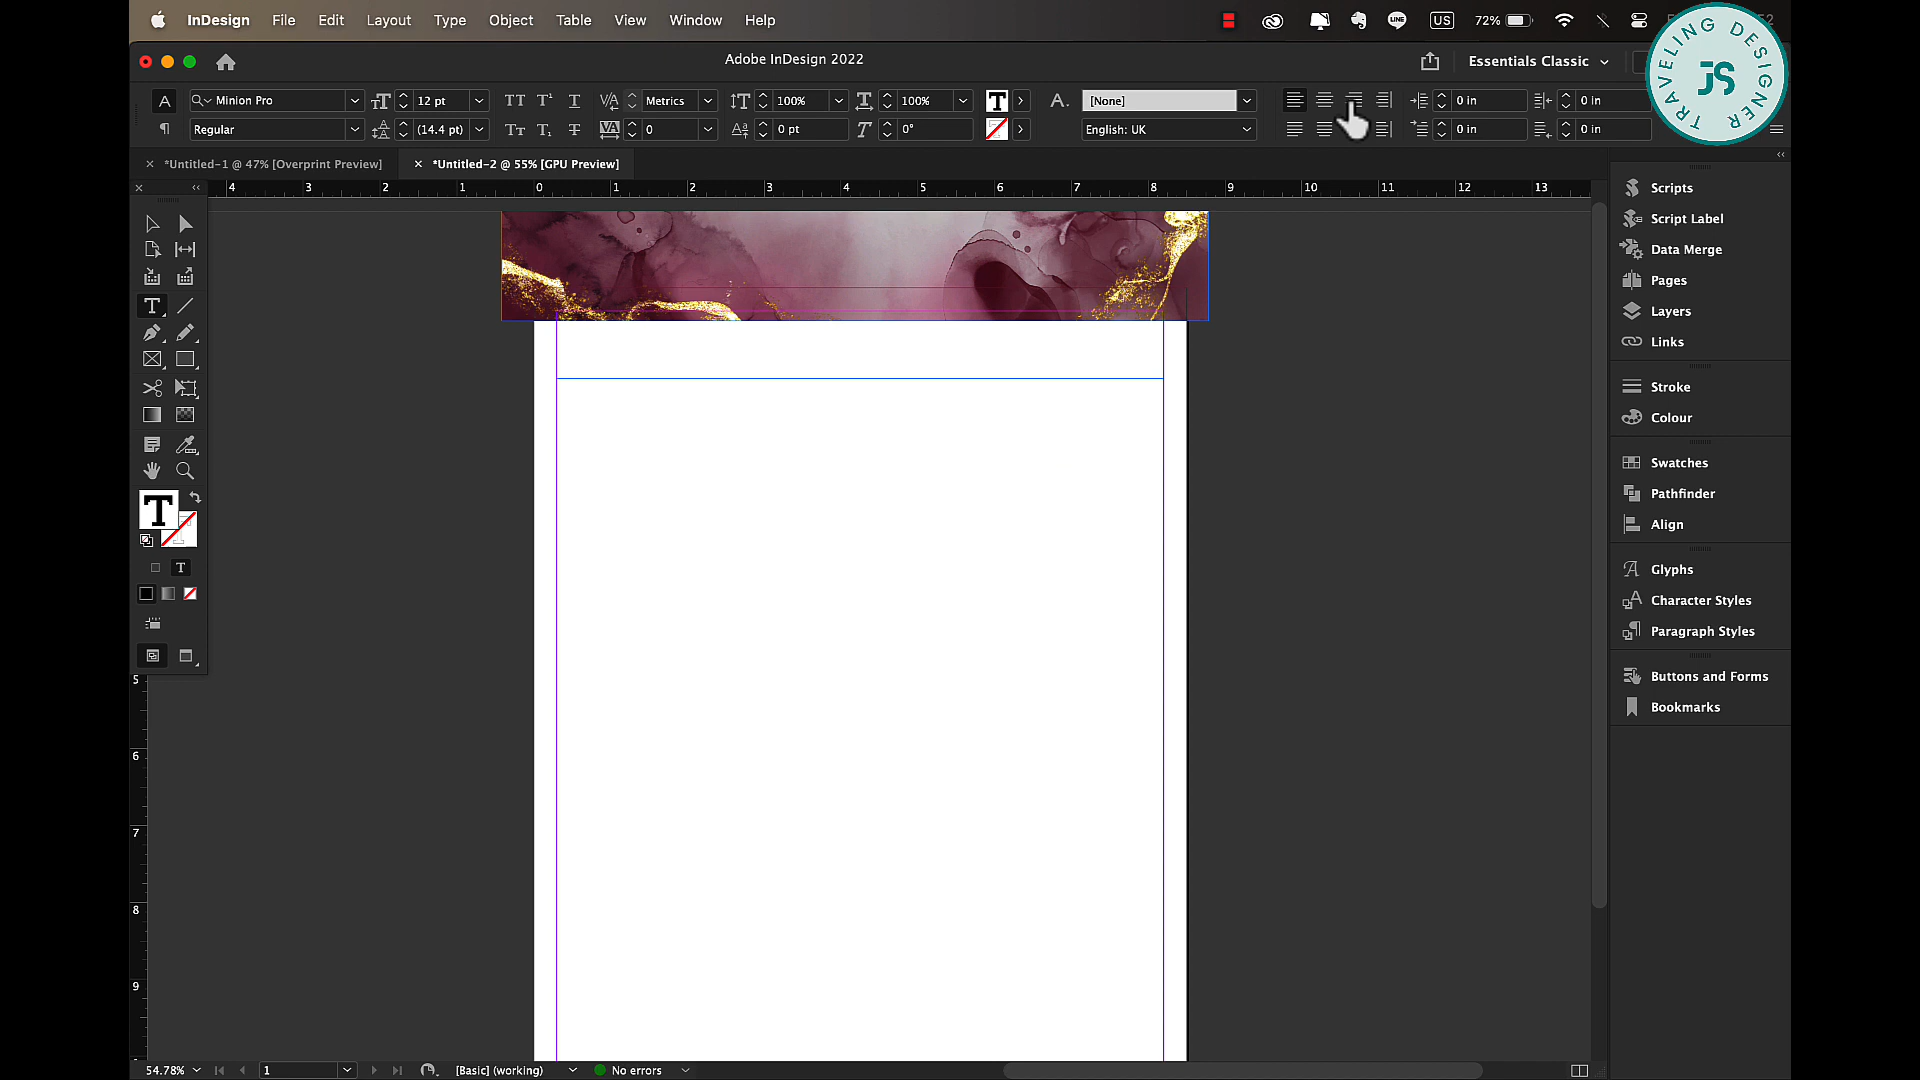 InDesign File Edit Layout Type Object Table View Window Help
US 72%
Adobe InDesign 2022
Essentials Classic
TRAVELING DESIGNER
JS
A Minion Pro 12 pt Metrics 100% 100% [None] 0 in 0 in
Regular (14.4 pt) 0 0 pt 0° English: UK 0 in 0 in
*Untitled-1 @ 47% [Overprint Preview] *Untitled-2 @ 55% [GPU Preview]
4 3 2 1 0 1 2 3 4 5 6 7 8 9 10 11 12 13
Scripts
Script Label
Data Merge
Pages
Layers
Links
Stroke
Colour
Swatches
Pathfinder
Align
Glyphs
Character Styles
Paragraph Styles
Buttons and Forms
Bookmarks
5
6
7
8
9
54.78% 1 [Basic] (working) No errors